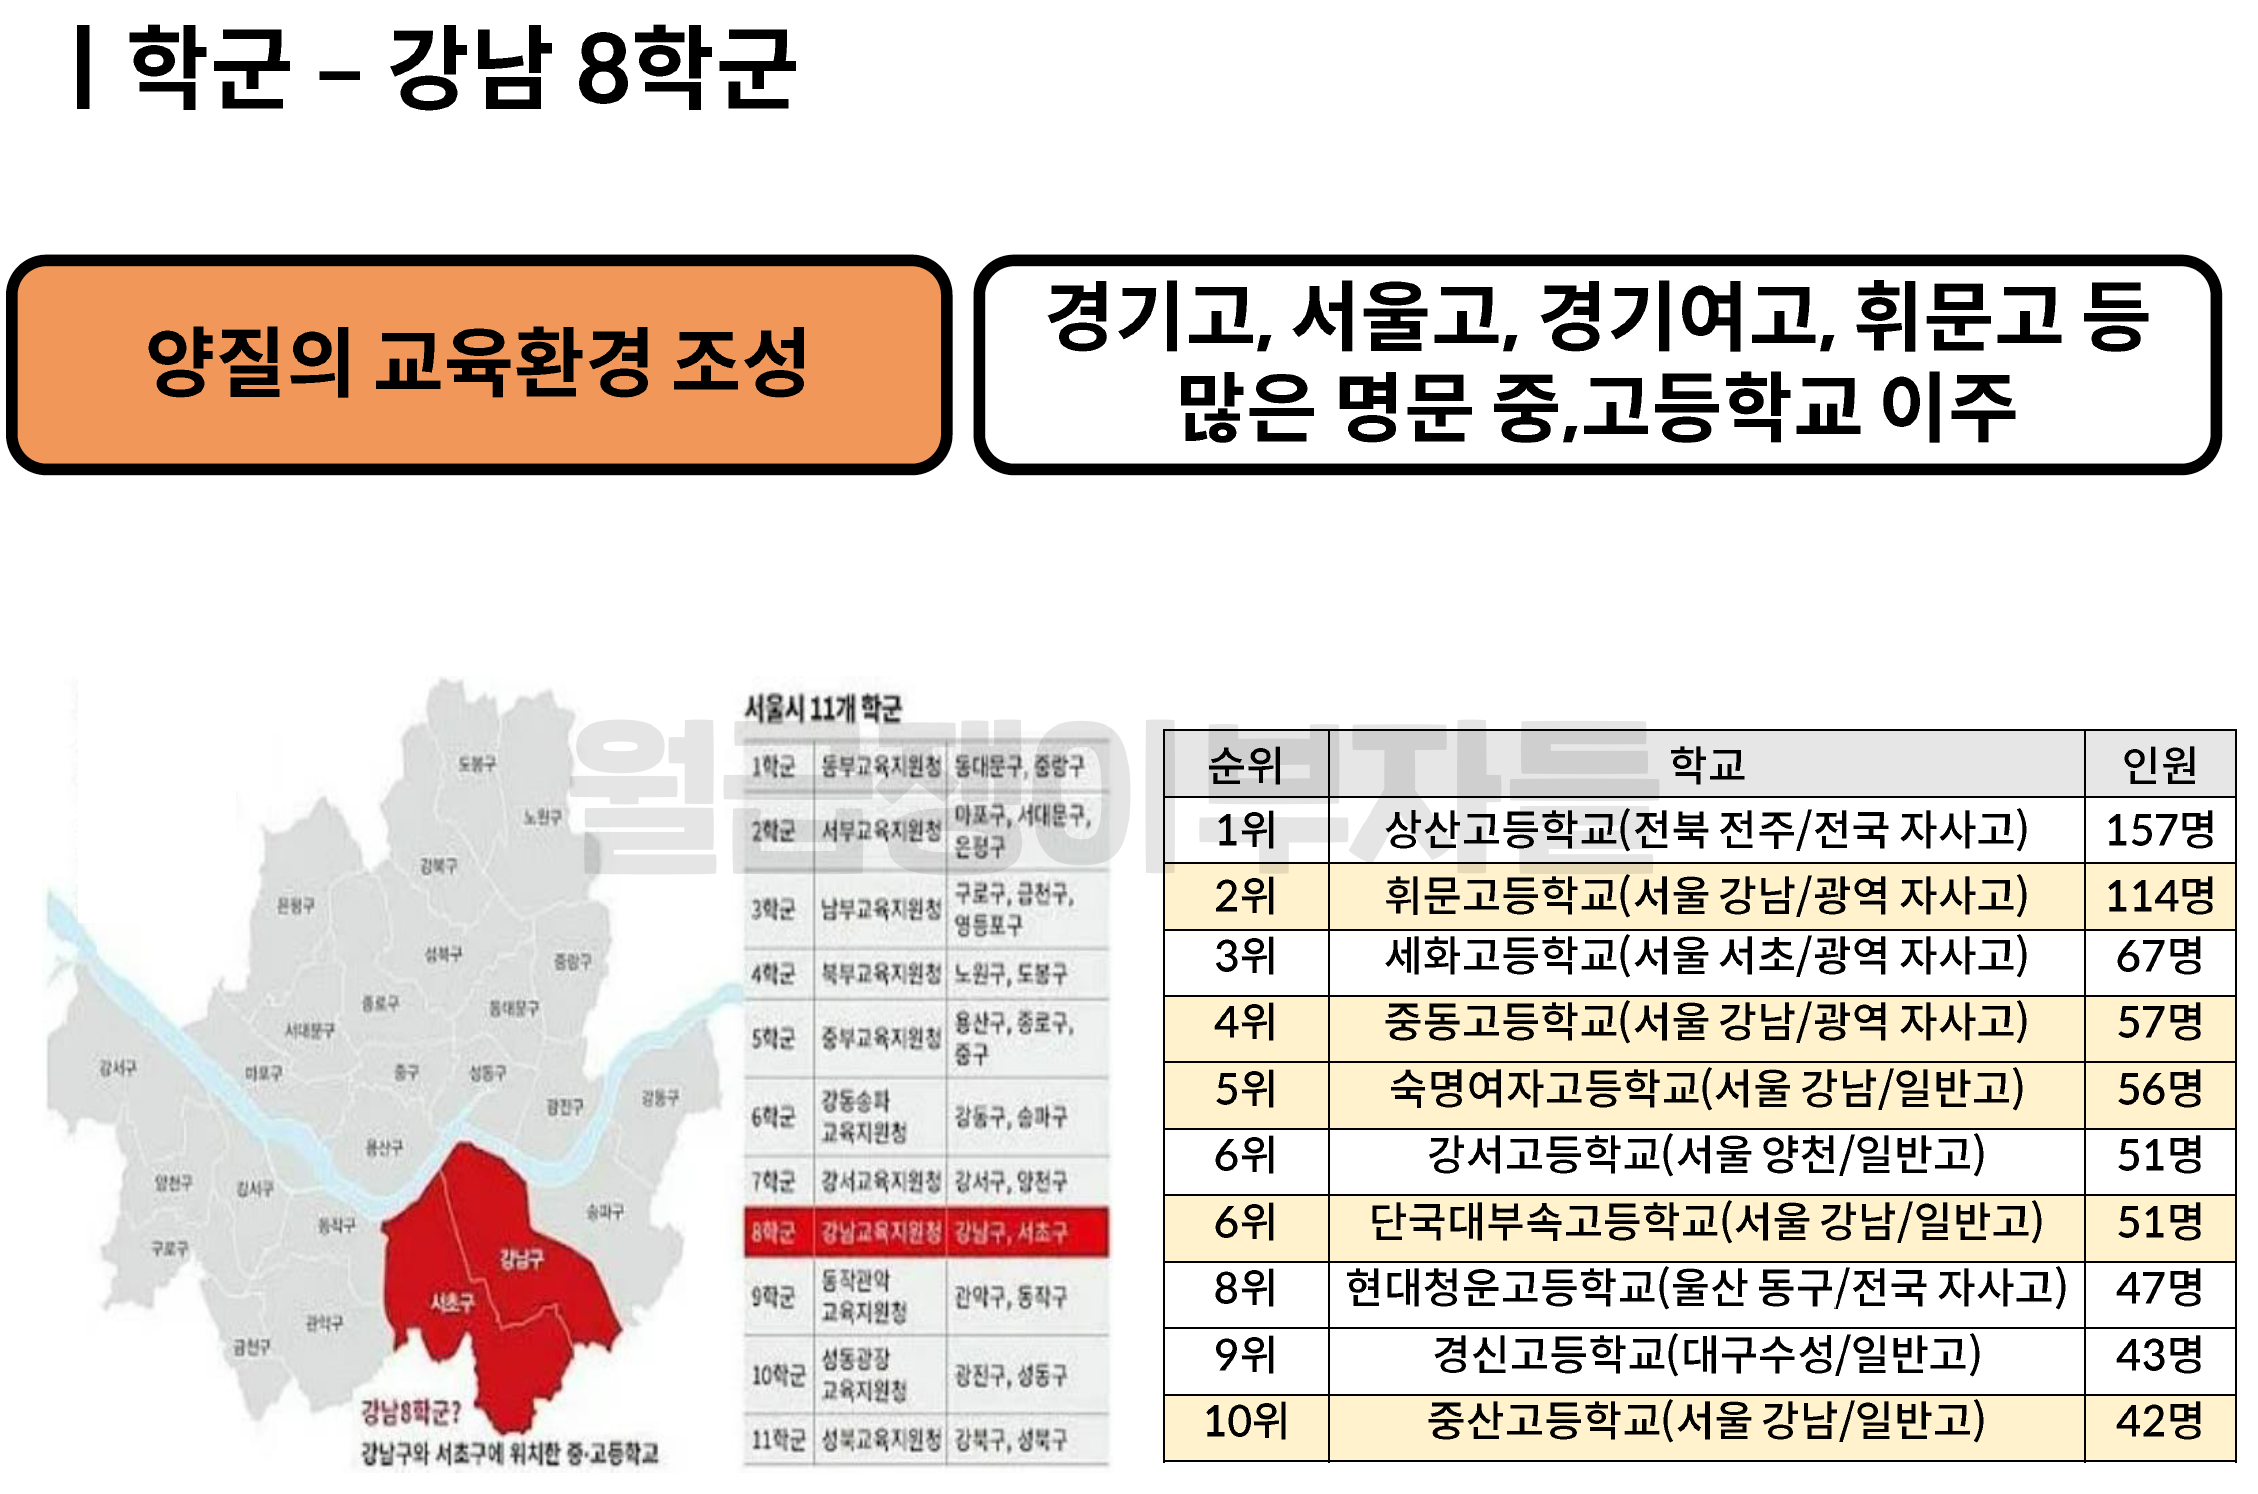 | 학군 – 강남 8학군
양질의 교육환경 조성
경기고, 서울고, 경기여고, 휘문고 등
많은 명문 중,고등학교 이주
도봉구
노원구
강북구
은평구
성북구
중랑구
종로구
동대문구
서대문구
강서구
마포구
중구
성동구
광진구
강동구
용산구
양천구
강서구
동작구
송파구
구로구
강남구
서초구
관악구
금천구
강남8학군?
강남구와 서초구에 위치한 중·고등학교
서울시 11개 학군
1학군 동부교육지원청 동대문구, 중랑구
2학군 서부교육지원청 마포구, 서대문구,
은평구
3학군 남부교육지원청 구로구, 금천구,
영등포구
4학군 북부교육지원청 노원구, 도봉구
5학군 중부교육지원청 용산구, 종로구,
중구
6학군 강동송파
교육지원청 강동구, 송파구
7학군 강서교육지원청 강서구, 양천구
8학군 강남교육지원청 강남구, 서초구
9학군 동작관악
교육지원청 관악구, 동작구
10학군 성동광장
교육지원청 광진구, 성동구
11학군 성북교육지원청 강북구, 성북구
월급쟁이부자들
순위 학교 인원
1위 상산고등학교(전북 전주/전국 자사고) 157명
2위 휘문고등학교(서울 강남/광역 자사고) 114명
3위 세화고등학교(서울 서초/광역 자사고) 67명
4위 중동고등학교(서울 강남/광역 자사고) 57명
5위 숙명여자고등학교(서울 강남/일반고) 56명
6위 강서고등학교(서울 양천/일반고) 51명
6위 단국대부속고등학교(서울 강남/일반고) 51명
8위 현대청운고등학교(울산 동구/전국 자사고) 47명
9위 경신고등학교(대구수성/일반고) 43명
10위 중산고등학교(서울 강남/일반고) 42명